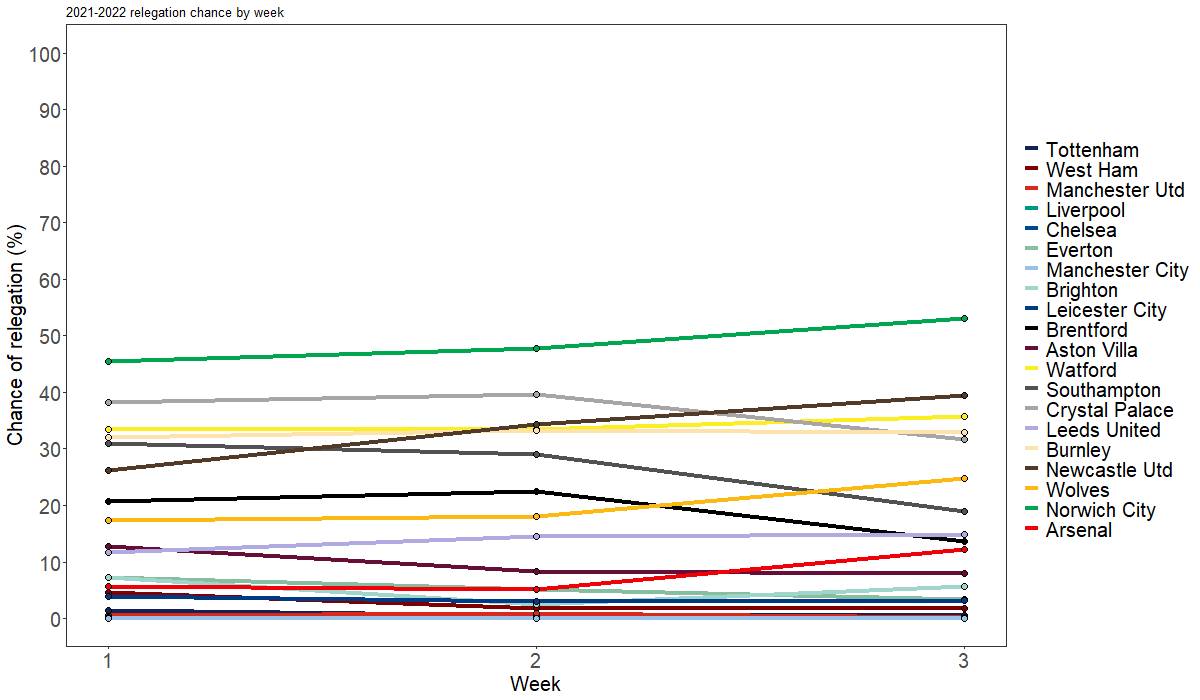 2021-2022 relegation chance by week
Chance of relegation (%)
100
90
80
70
60
50
40
30
20
10
0
1
2
3
Week
Tottenham
West Ham
Manchester Utd
Liverpool
Chelsea
Everton
Manchester City
Brighton
Leicester City
Brentford
Aston Villa
Watford
Southampton
Crystal Palace
Leeds United
Burnley
Newcastle Utd
Wolves
Norwich City
Arsenal